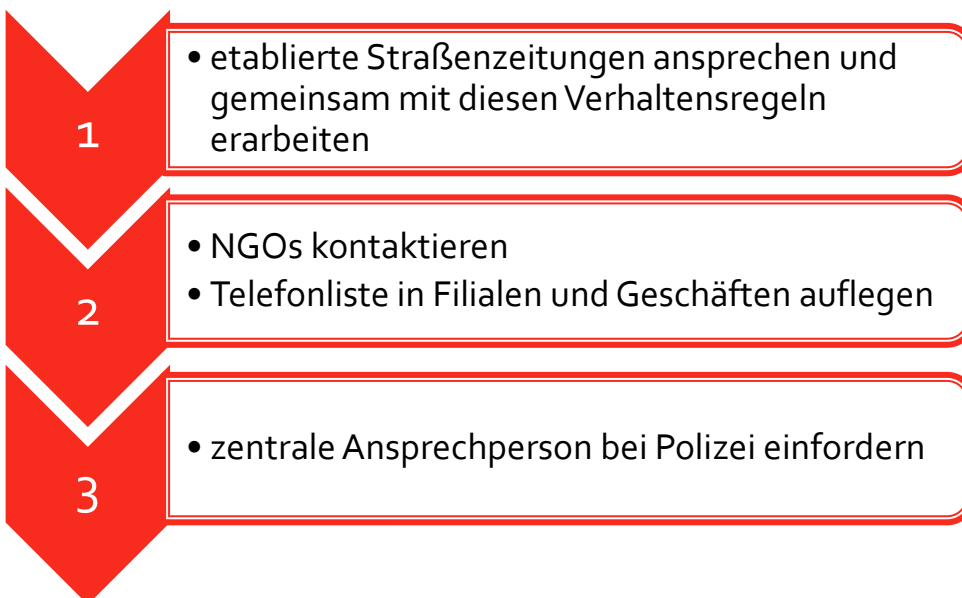 1
• etablierte Straßenzeitungen ansprechen und
gemeinsam mit diesen Verhaltensregeln
erarbeiten
2
• NGOs kontaktieren
• Telefonliste in Filialen und Geschäften auflegen
3
• zentrale Ansprechperson bei Polizei einfordern